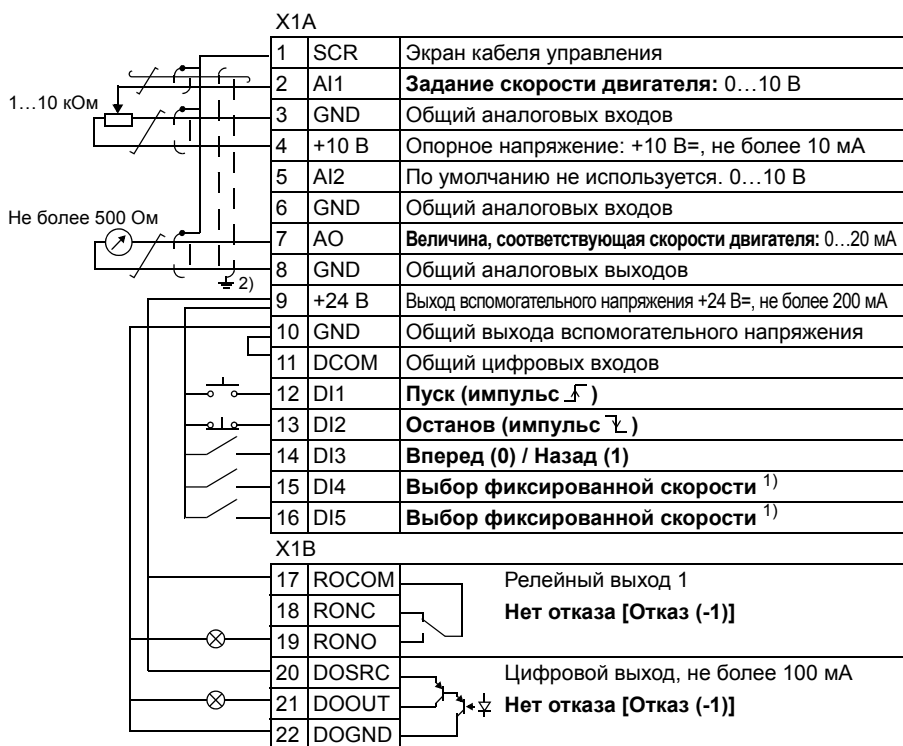 X1A
1 SCR Экран кабеля управления
2 AI1 Задание скорости двигателя: 0…10 В
1…10 кОм
3 GND Общий аналоговых входов
4 +10 В Опорное напряжение: +10 В=, не более 10 мА
5 AI2 По умолчанию не используется. 0…10 В
6 GND Общий аналоговых входов
Не более 500 Ом
7 AO Величина, соответствующая скорости двигателя: 0…20 мА
8 GND Общий аналоговых выходов
2)
9 +24 В Выход вспомогательного напряжения +24 В=, не более 200 мА
10 GND Общий выхода вспомогательного напряжения
11 DCOM Общий цифровых входов
12 DI1 Пуск (импульс )
13 DI2 Останов (импульс )
14 DI3 Вперед (0) / Назад (1)
15 DI4 Выбор фиксированной скорости 1)
16 DI5 Выбор фиксированной скорости 1)
X1B
17 ROCOM Релейный выход 1
18 RONC Нет отказа [Отказ (-1)]
19 RONO
20 DOSRC Цифровой выход, не более 100 мА
21 DOOUT Нет отказа [Отказ (-1)]
22 DOGND